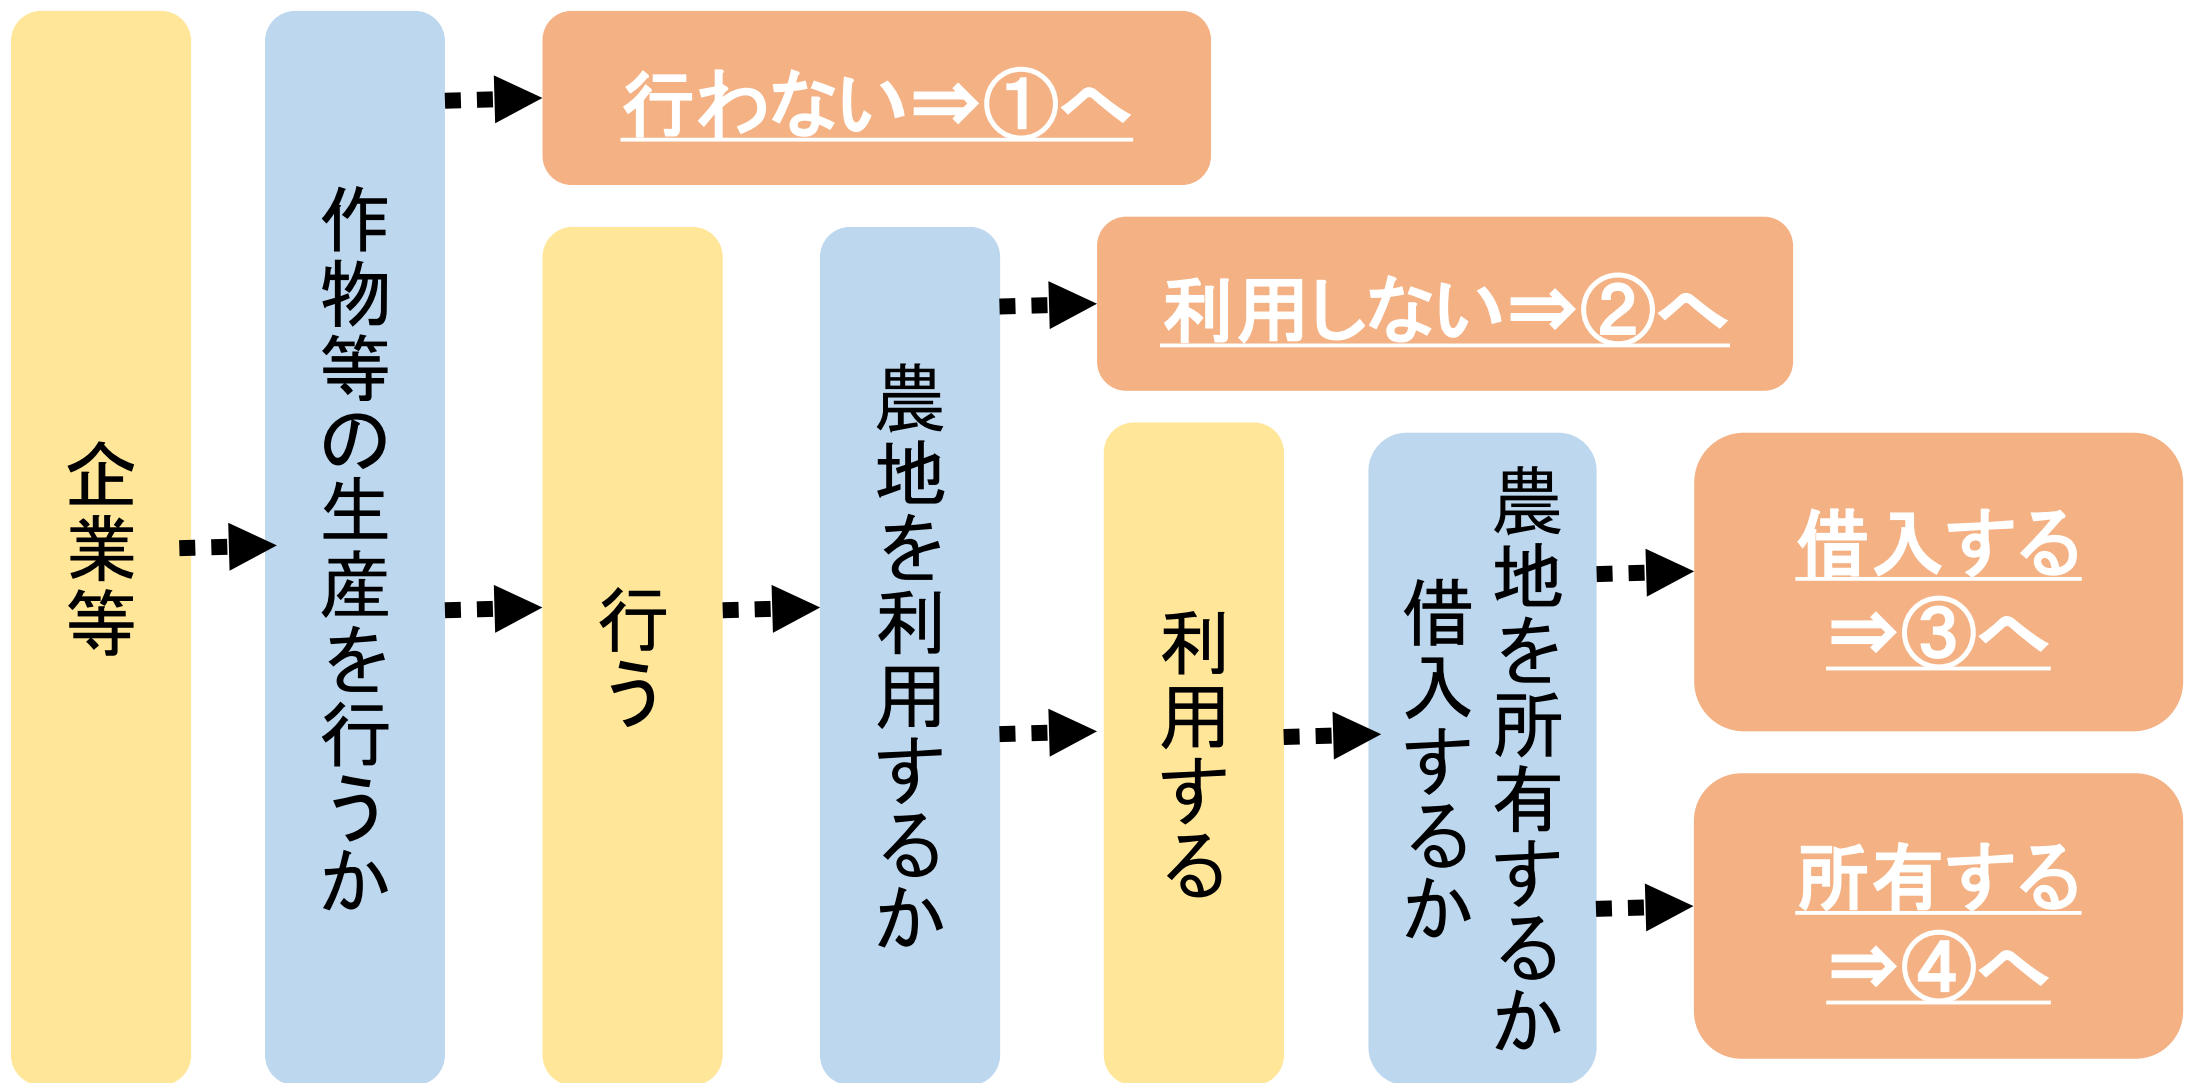 企業等
作物等の生産を行うか
行わない⇒①へ
行う
農地を利用するか
利用しない⇒②へ
利用する
農地を所有するか
借入するか
借入する
⇒③へ
所有する
⇒④へ